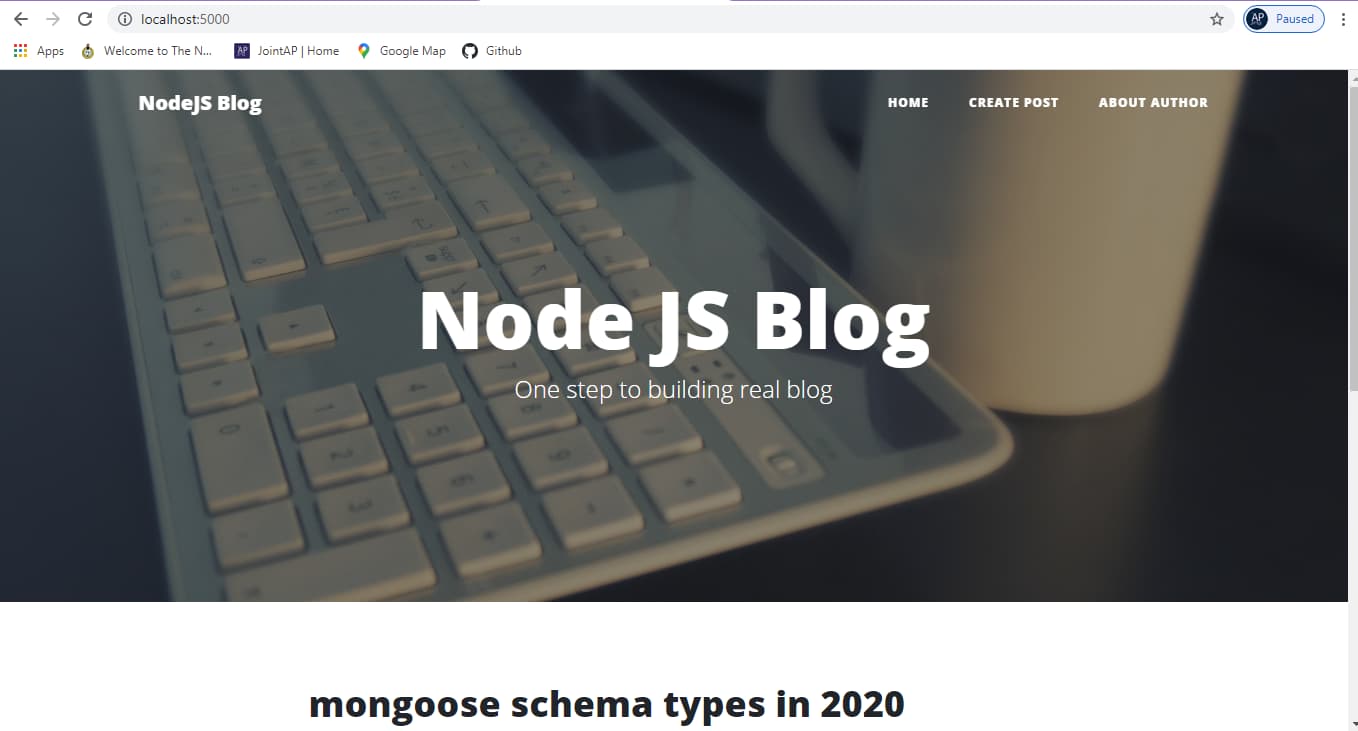 localhost:5000
AP Paused
Apps Welcome to The N... AP JointAP | Home Google Map Github
NodeJS Blog HOME CREATE POST ABOUT AUTHOR
Node JS Blog
One step to building real blog
mongoose schema types in 2020